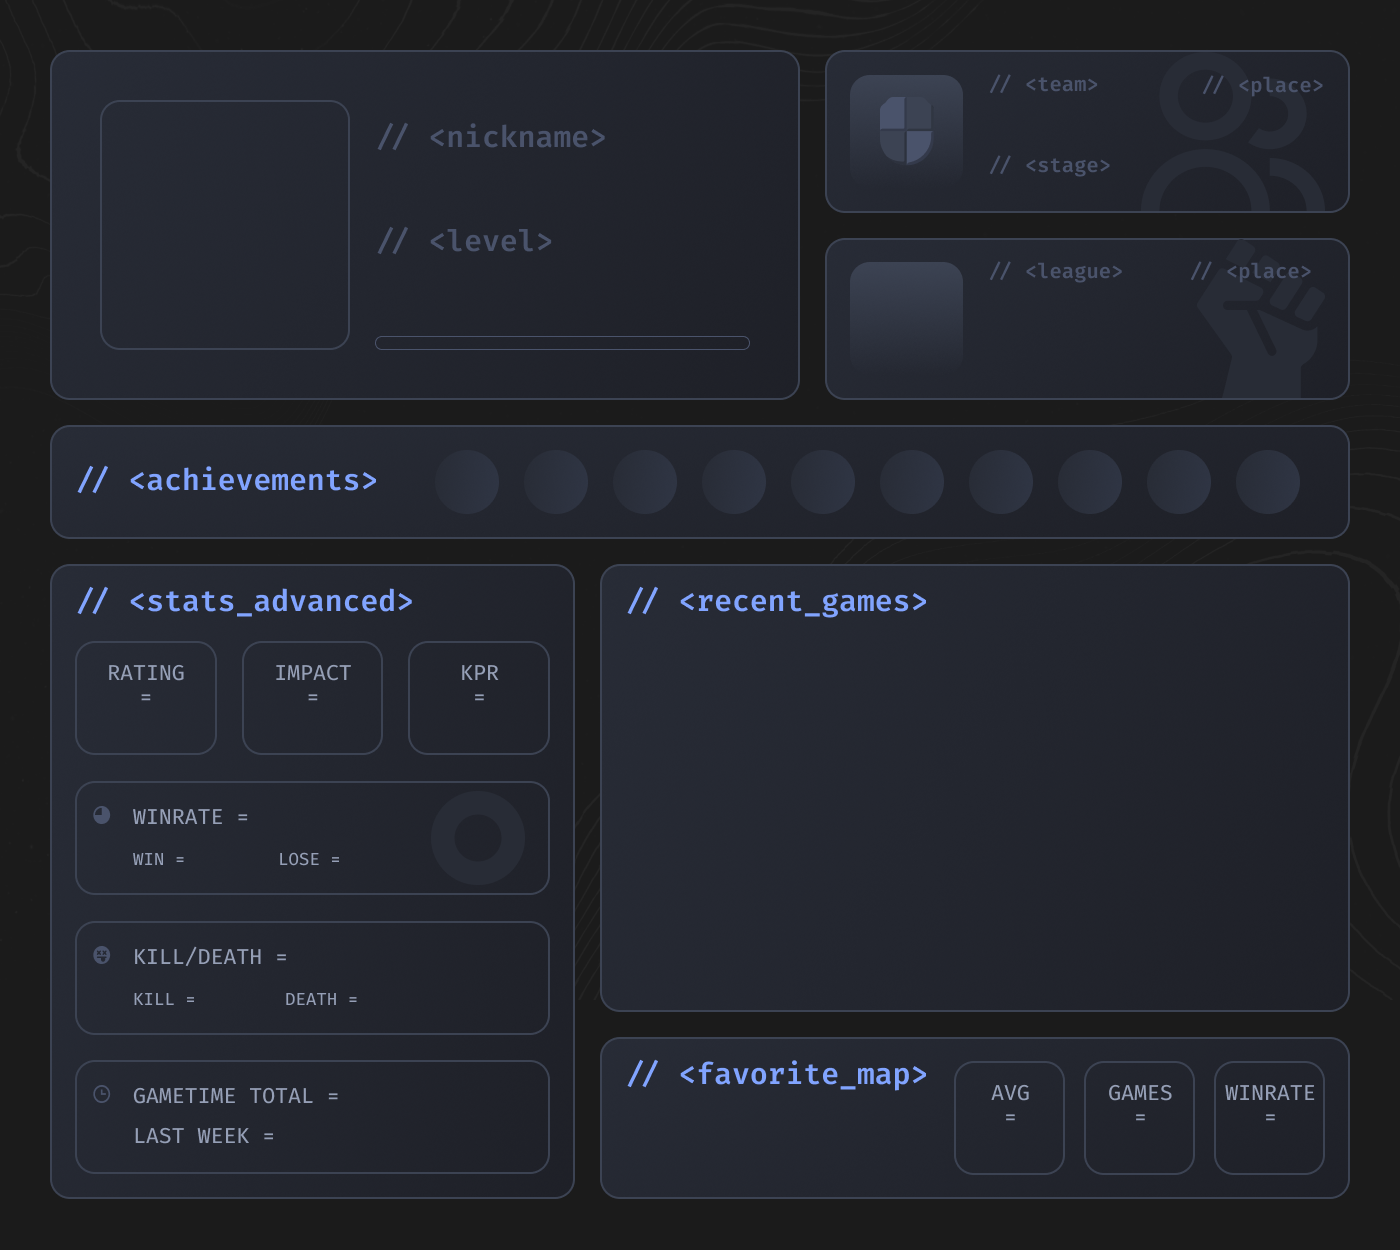 // <nickname>
// <level>
// <team>
// <place>
// <stage>
// <league>
// <place>
// <achievements>
// <stats_advanced>
RATING
=
IMPACT
=
KPR
=
WINRATE =
WIN =
LOSE =
KILL/DEATH =
KILL =
DEATH =
GAMETIME TOTAL =
LAST WEEK =
// <recent_games>
// <favorite_map>
AVG
=
GAMES
=
WINRATE
=